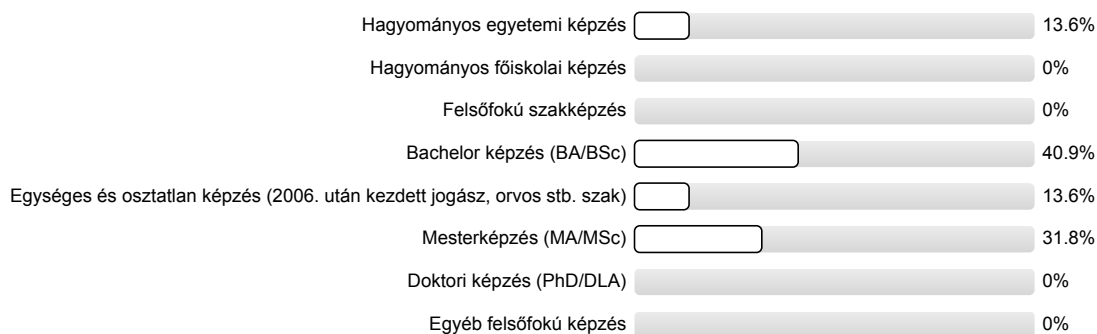 Hagyományos egyetemi képzés 13.6%
Hagyományos főiskolai képzés 0%
Felsőfokú szakképzés 0%
Bachelor képzés (BA/BSc) 40.9%
Egységes és osztatlan képzés (2006. után kezdett jogász, orvos stb. szak) 13.6%
Mesterképzés (MA/MSc) 31.8%
Doktori képzés (PhD/DLA) 0%
Egyéb felsőfokú képzés 0%